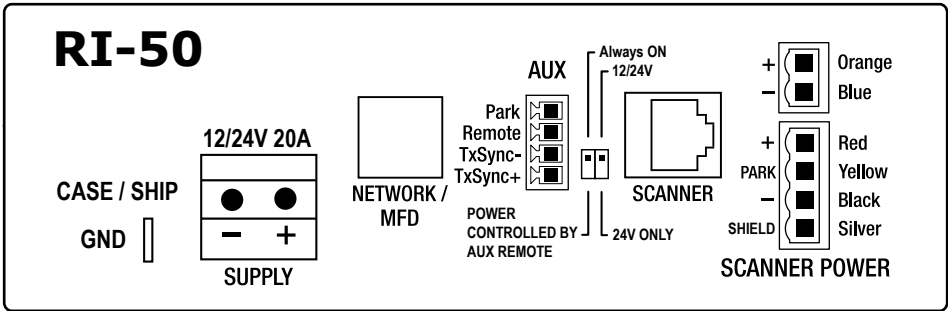 RI-50
12/24V 20A
CASE / SHIP
GND
− +
SUPPLY
NETWORK /
MFD
AUX
Park
Remote
TxSync-
TxSync+
Always ON
12/24V
POWER
CONTROLLED BY
AUX REMOTE
24V ONLY
SCANNER
+ Orange
− Blue
+ Red
PARK Yellow
− Black
SHIELD Silver
SCANNER POWER